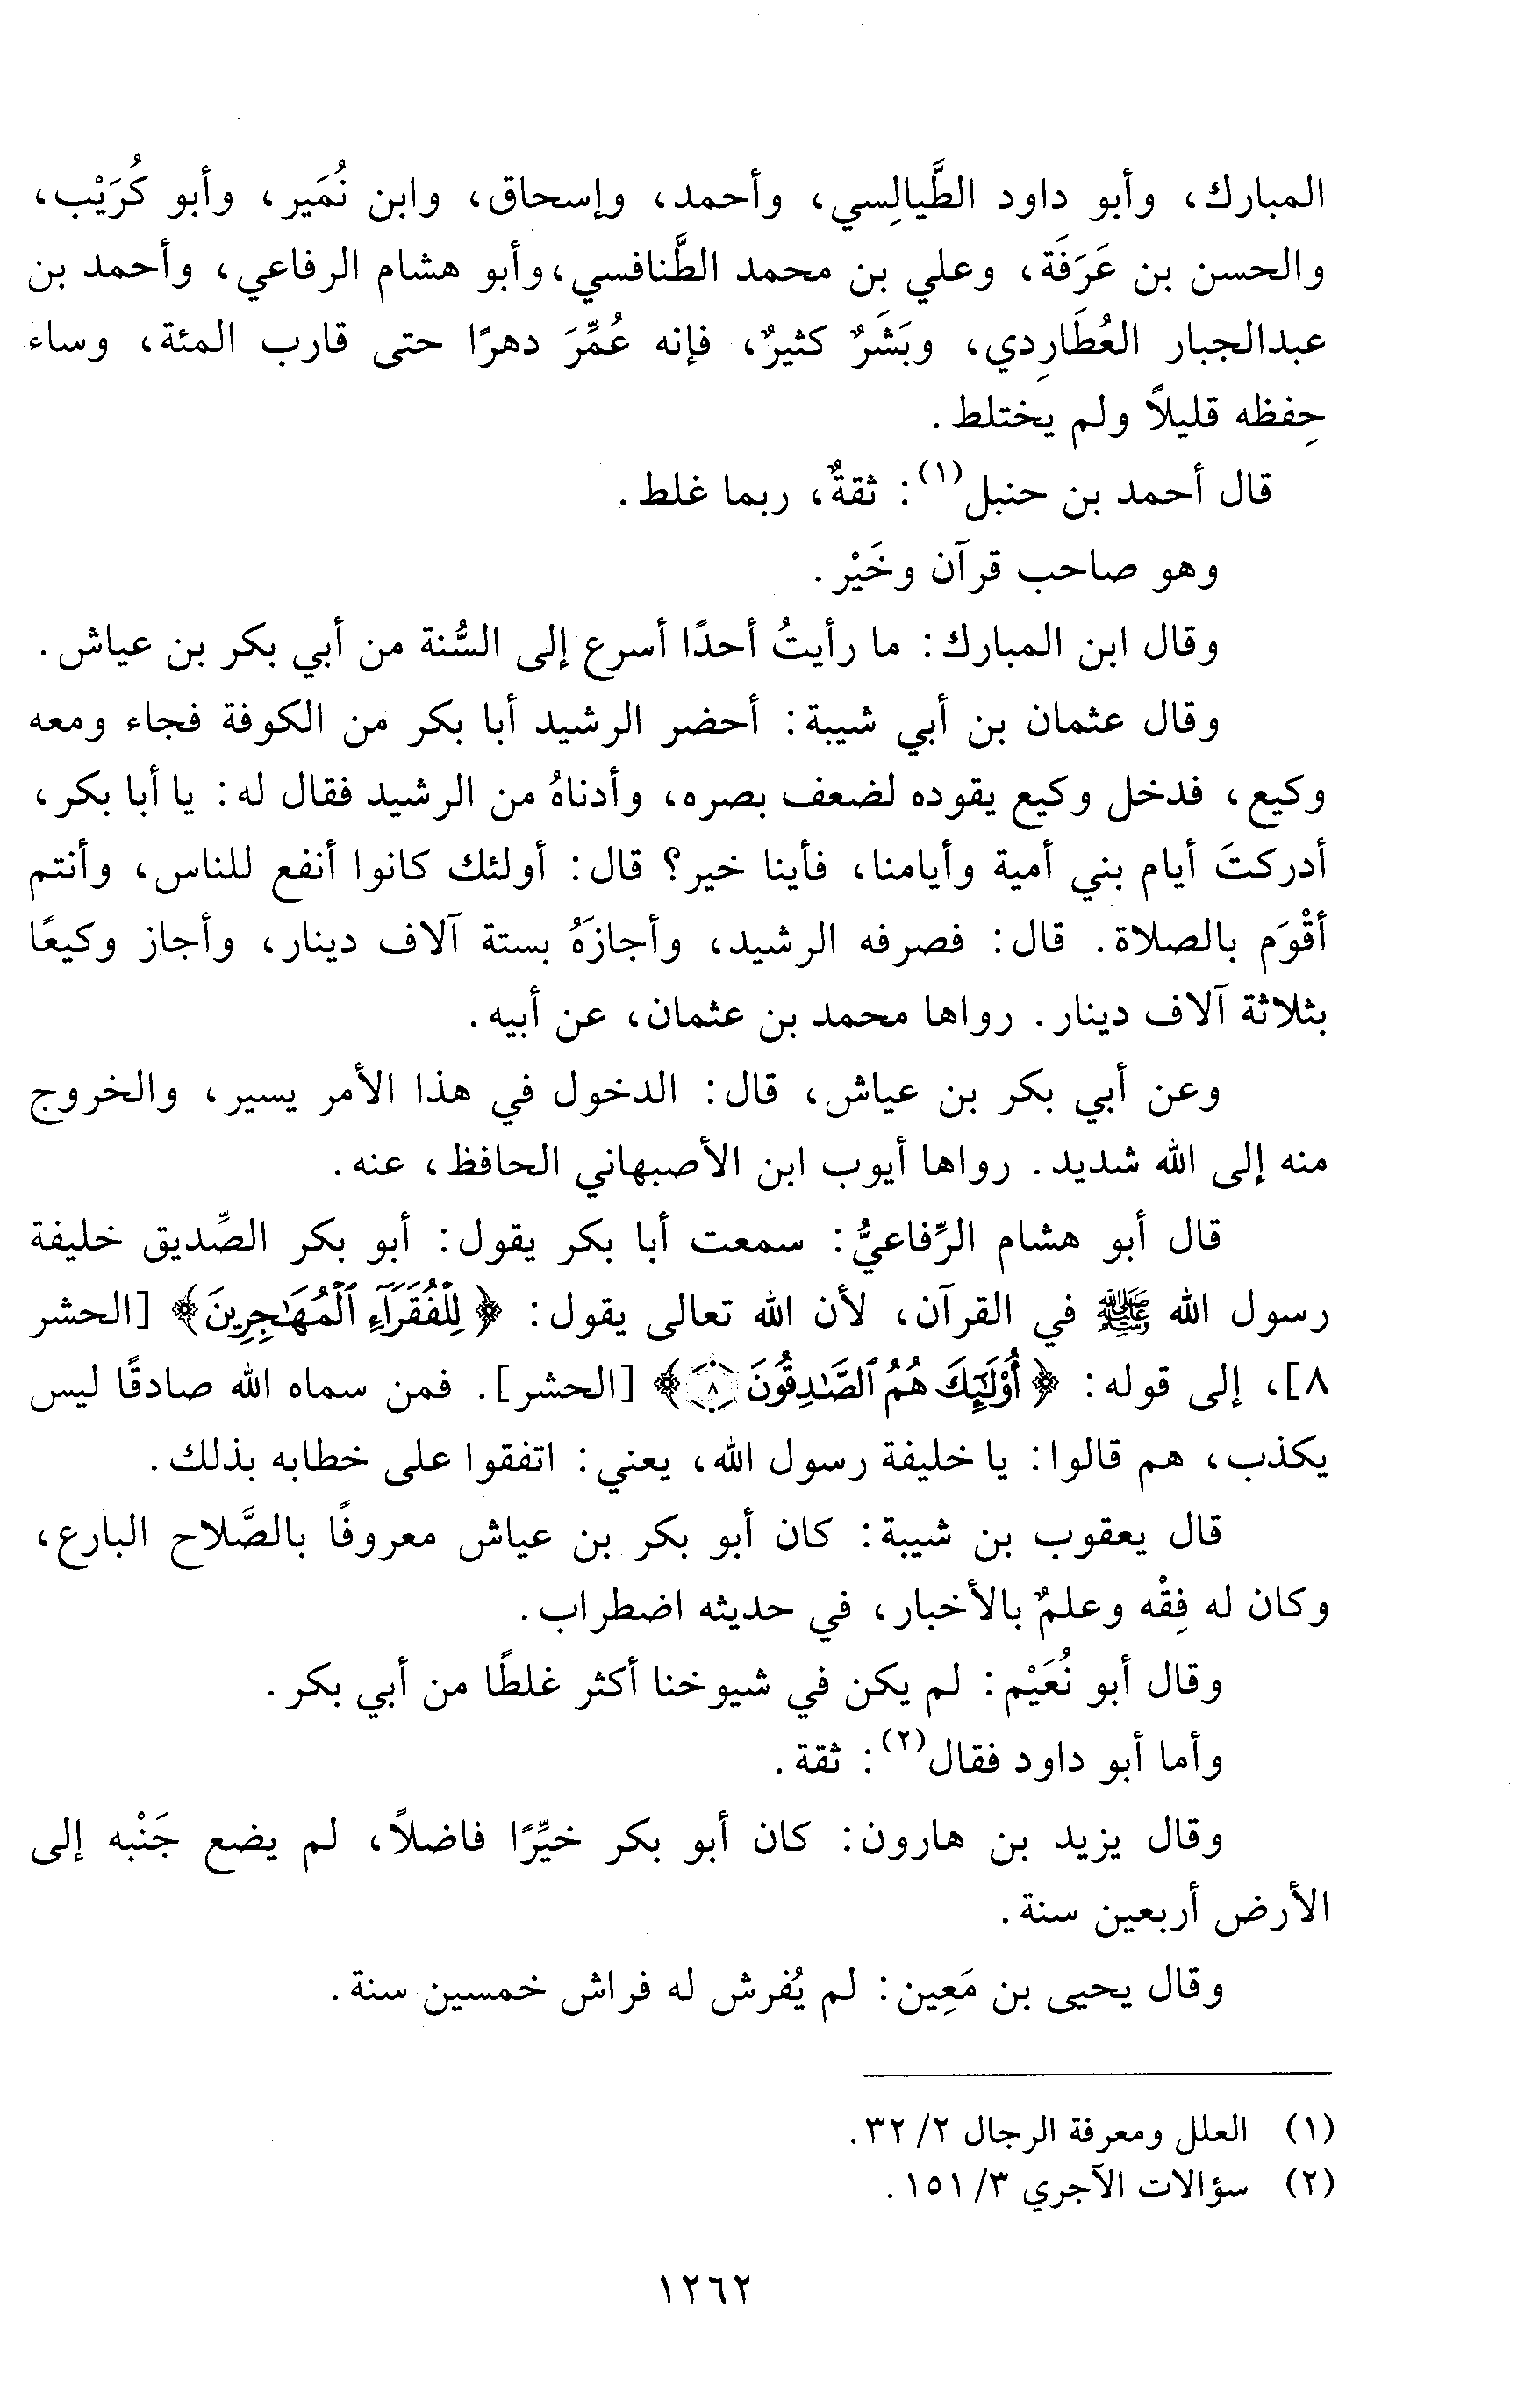 المبارك، وأبو داود الطَّيالِسي، وأحمد، وإسحاق، وابن نُمَير، وأبو كُرَيْب،
والحسن بن عَرَفَة، وعلي بن محمد الطَّنافسي، وأبو هشام الرفاعي، وأحمد بن
عبدالجبار العُطَارِدي، وبَشَرٌ كثيرٌ، فإنه عُمِّرَ دهرًا حتى قارب المئة، وساء
حِفظه قليلاً ولم يختلط.
قال أحمد بن حنبل(١): ثقةٌ، ربما غلط.
وهو صاحب قرآن وخَيْر.
وقال ابن المبارك: ما رأيتُ أحدًا أسرع إلى السُّنة من أبي بكر بن عياش.
وقال عثمان بن أبي شيبة: أحضر الرشيد أبا بكر من الكوفة فجاء ومعه
وكيع، فدخل وكيع يقوده لضعف بصره، وأدناهُ من الرشيد فقال له: يا أبا بكر،
أدركتَ أيام بني أمية وأيامنا، فأينا خير؟ قال: أولئك كانوا أنفع للناس، وأنتم
أقْوَم بالصلاة. قال: فصرفه الرشيد، وأجازَهُ بستة آلاف دينار، وأجاز وكيعًا
بثلاثة آلاف دينار. رواها محمد بن عثمان، عن أبيه.
وعن أبي بكر بن عياش، قال: الدخول في هذا الأمر يسير، والخروج
منه إلى الله شديد. رواها أيوب ابن الأصبهاني الحافظ، عنه.
قال أبو هشام الرِّفاعيُّ: سمعت أبا بكر يقول: أبو بكر الصِّديق خليفة
رسول الله ﷺ في القرآن، لأن الله تعالى يقول: ﴿لِلْفُقَرَآءِ ٱلْمُهَٰجِرِينَ﴾ [الحشر
٨]، إلى قوله: ﴿أُوْلَٰٓئِكَ هُمُ ٱلصَّٰدِقُونَ ٨﴾ [الحشر]. فمن سماه الله صادقًا ليس
يكذب، هم قالوا: يا خليفة رسول الله، يعني: اتفقوا على خطابه بذلك.
قال يعقوب بن شيبة: كان أبو بكر بن عياش معروفًا بالصَّلاح البارع،
وكان له فِقْه وعلمٌ بالأخبار، في حديثه اضطراب.
وقال أبو نُعَيْم: لم يكن في شيوخنا أكثر غلطًا من أبي بكر.
وأما أبو داود فقال(٢): ثقة.
وقال يزيد بن هارون: كان أبو بكر خيِّرًا فاضلاً، لم يضع جَنْبه إلى
الأرض أربعين سنة.
وقال يحيى بن مَعِين: لم يُفرش له فراش خمسين سنة.
(١) العلل ومعرفة الرجال ٢/ ٣٢.
(٢) سؤالات الآجري ٣/ ١٥١.
١٢٦٢